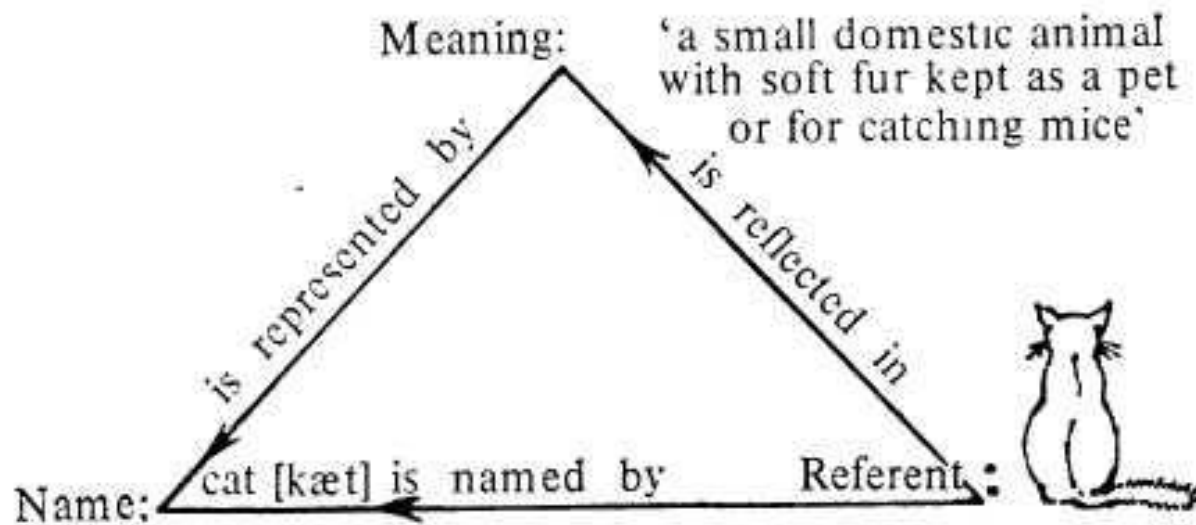 Meaning:
‘a small domestic animal
with soft fur kept as a pet
or for catching mice‘
is represented by
is reflected in
Name:
cat [kæt] is named by
Referent :